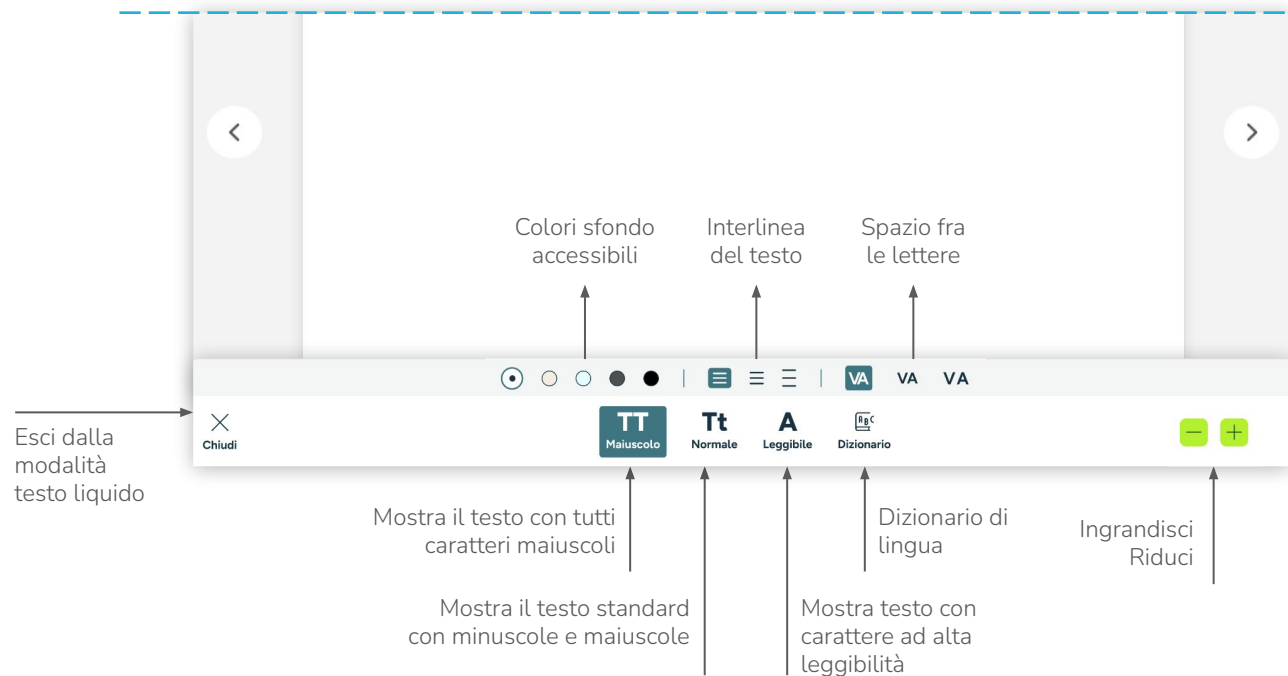 Colori sfondo
accessibili
Interlinea
del testo
Spazio fra
le lettere
VA
VA
VA
Chiudi
TT
Maiuscolo
Tt
Normale
A
Leggibile
ABC
Dizionario
Esci dalla
modalità
testo liquido
Mostra il testo con tutti
caratteri maiuscoli
Dizionario di
lingua
Ingrandisci
Riduci
Mostra il testo standard
con minuscole e maiuscole
Mostra testo con
carattere ad alta
leggibilità